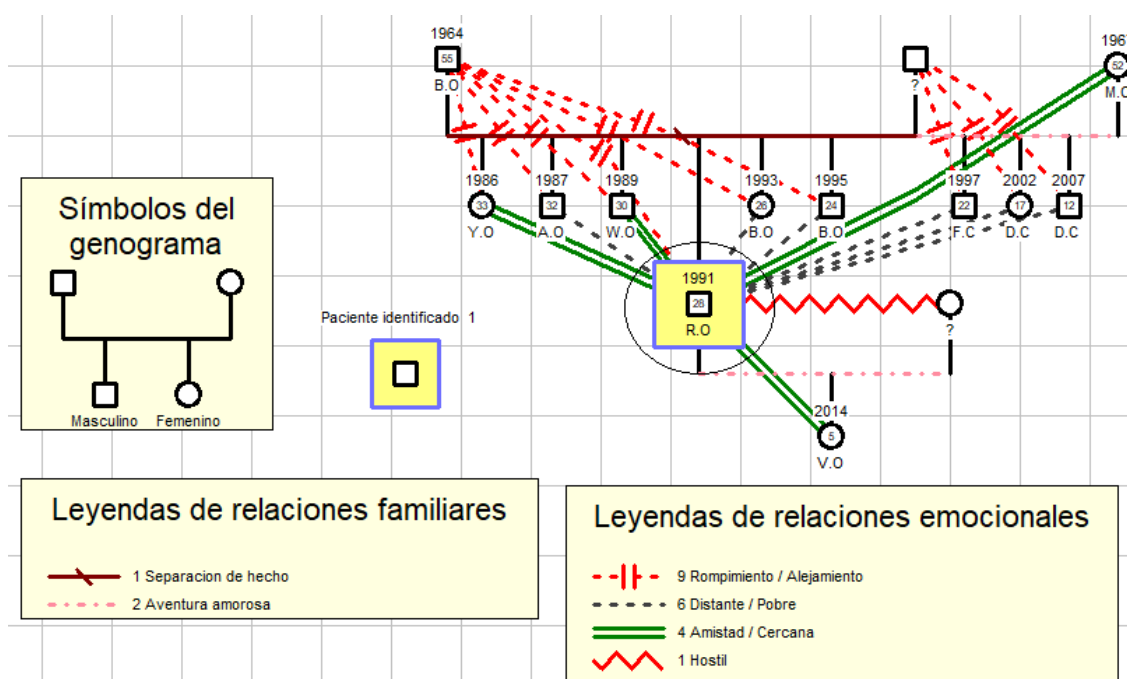 1964
55
B.O
?
196
52
M.C
1986
1987
1989
1993
1995
1997
2002
2007
33
32
30
26
24
22
17
12
Y.O
A.O
W.O
B.O
B.O
F.C
D.C
D.C
1991
28
R.O
?
2014
5
V.O
Símbolos del
genograma
Masculino Femenino
Paciente identificado 1
Leyendas de relaciones familiares
1 Separacion de hecho
2 Aventura amorosa
Leyendas de relaciones emocionales
9 Rompimiento / Alejamiento
6 Distante / Pobre
4 Amistad / Cercana
1 Hostil